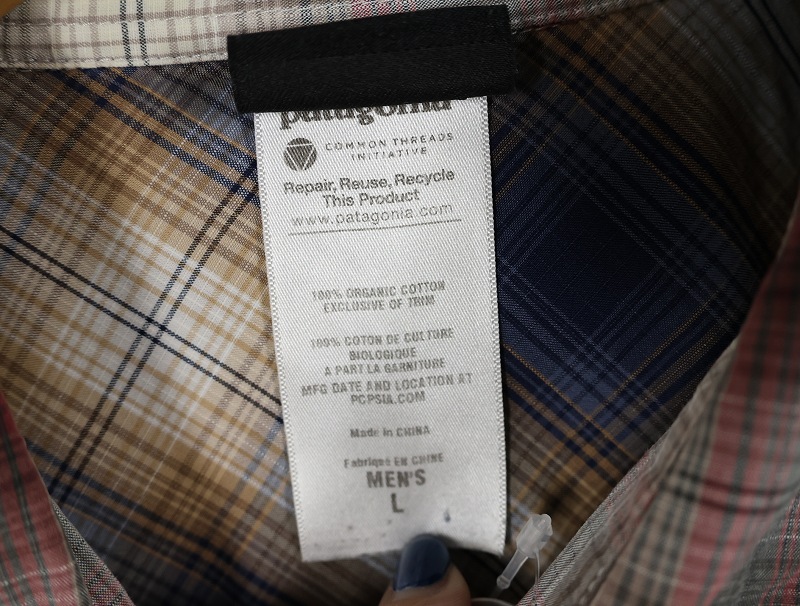 patagonia
COMMON THREADS
INITIATIVE
Repair, Reuse, Recycle
This Product
www.patagonia.com
100% ORGANIC COTTON
EXCLUSIVE OF TRIM
100% COTON DE CULTURE
BIOLOGIQUE
A PART LA GARNITURE
MFG DATE AND LOCATION AT
PCPSIA.COM
Made in CHINA
Fabriqué EN CHINE
MEN'S
L